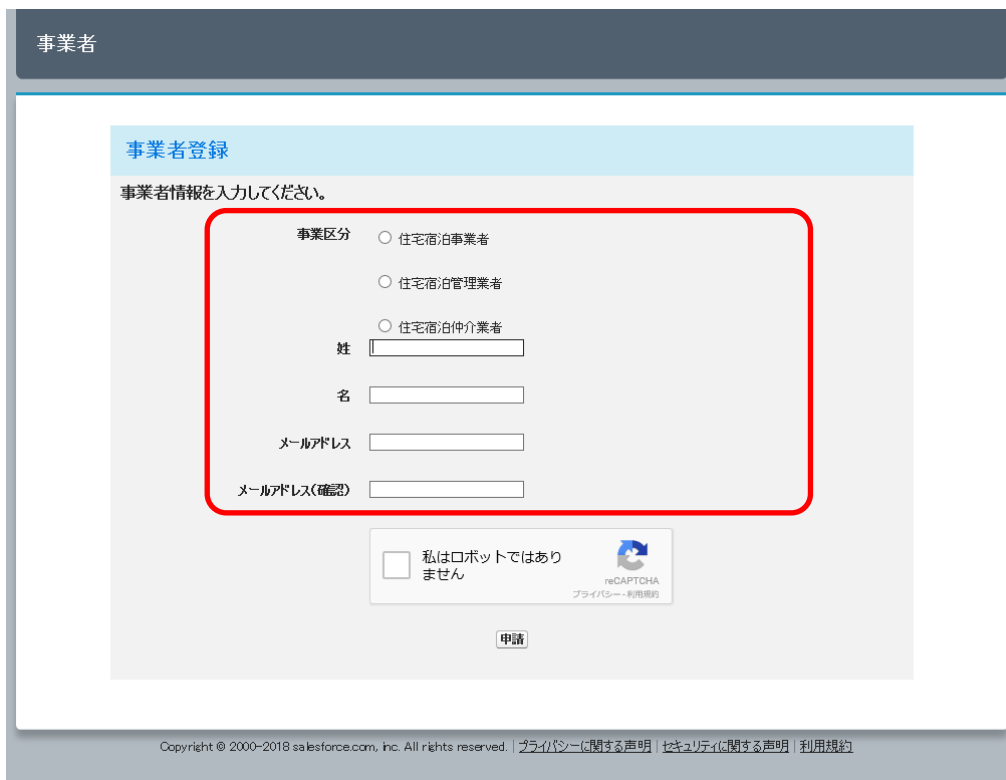 事業者
事業者登録
事業者情報を入力してください。
事業区分
住宅宿泊事業者
住宅宿泊管理業者
住宅宿泊仲介業者
姓
名
メールアドレス
メールアドレス(確認)
私はロボットではあり
ません
reCAPTCHA
プライバシー - 利用規約
申請
Copyright © 2000-2018 salesforce.com, inc. All rights reserved. | プライバシーに関する声明 | セキュリティに関する声明 | 利用規約